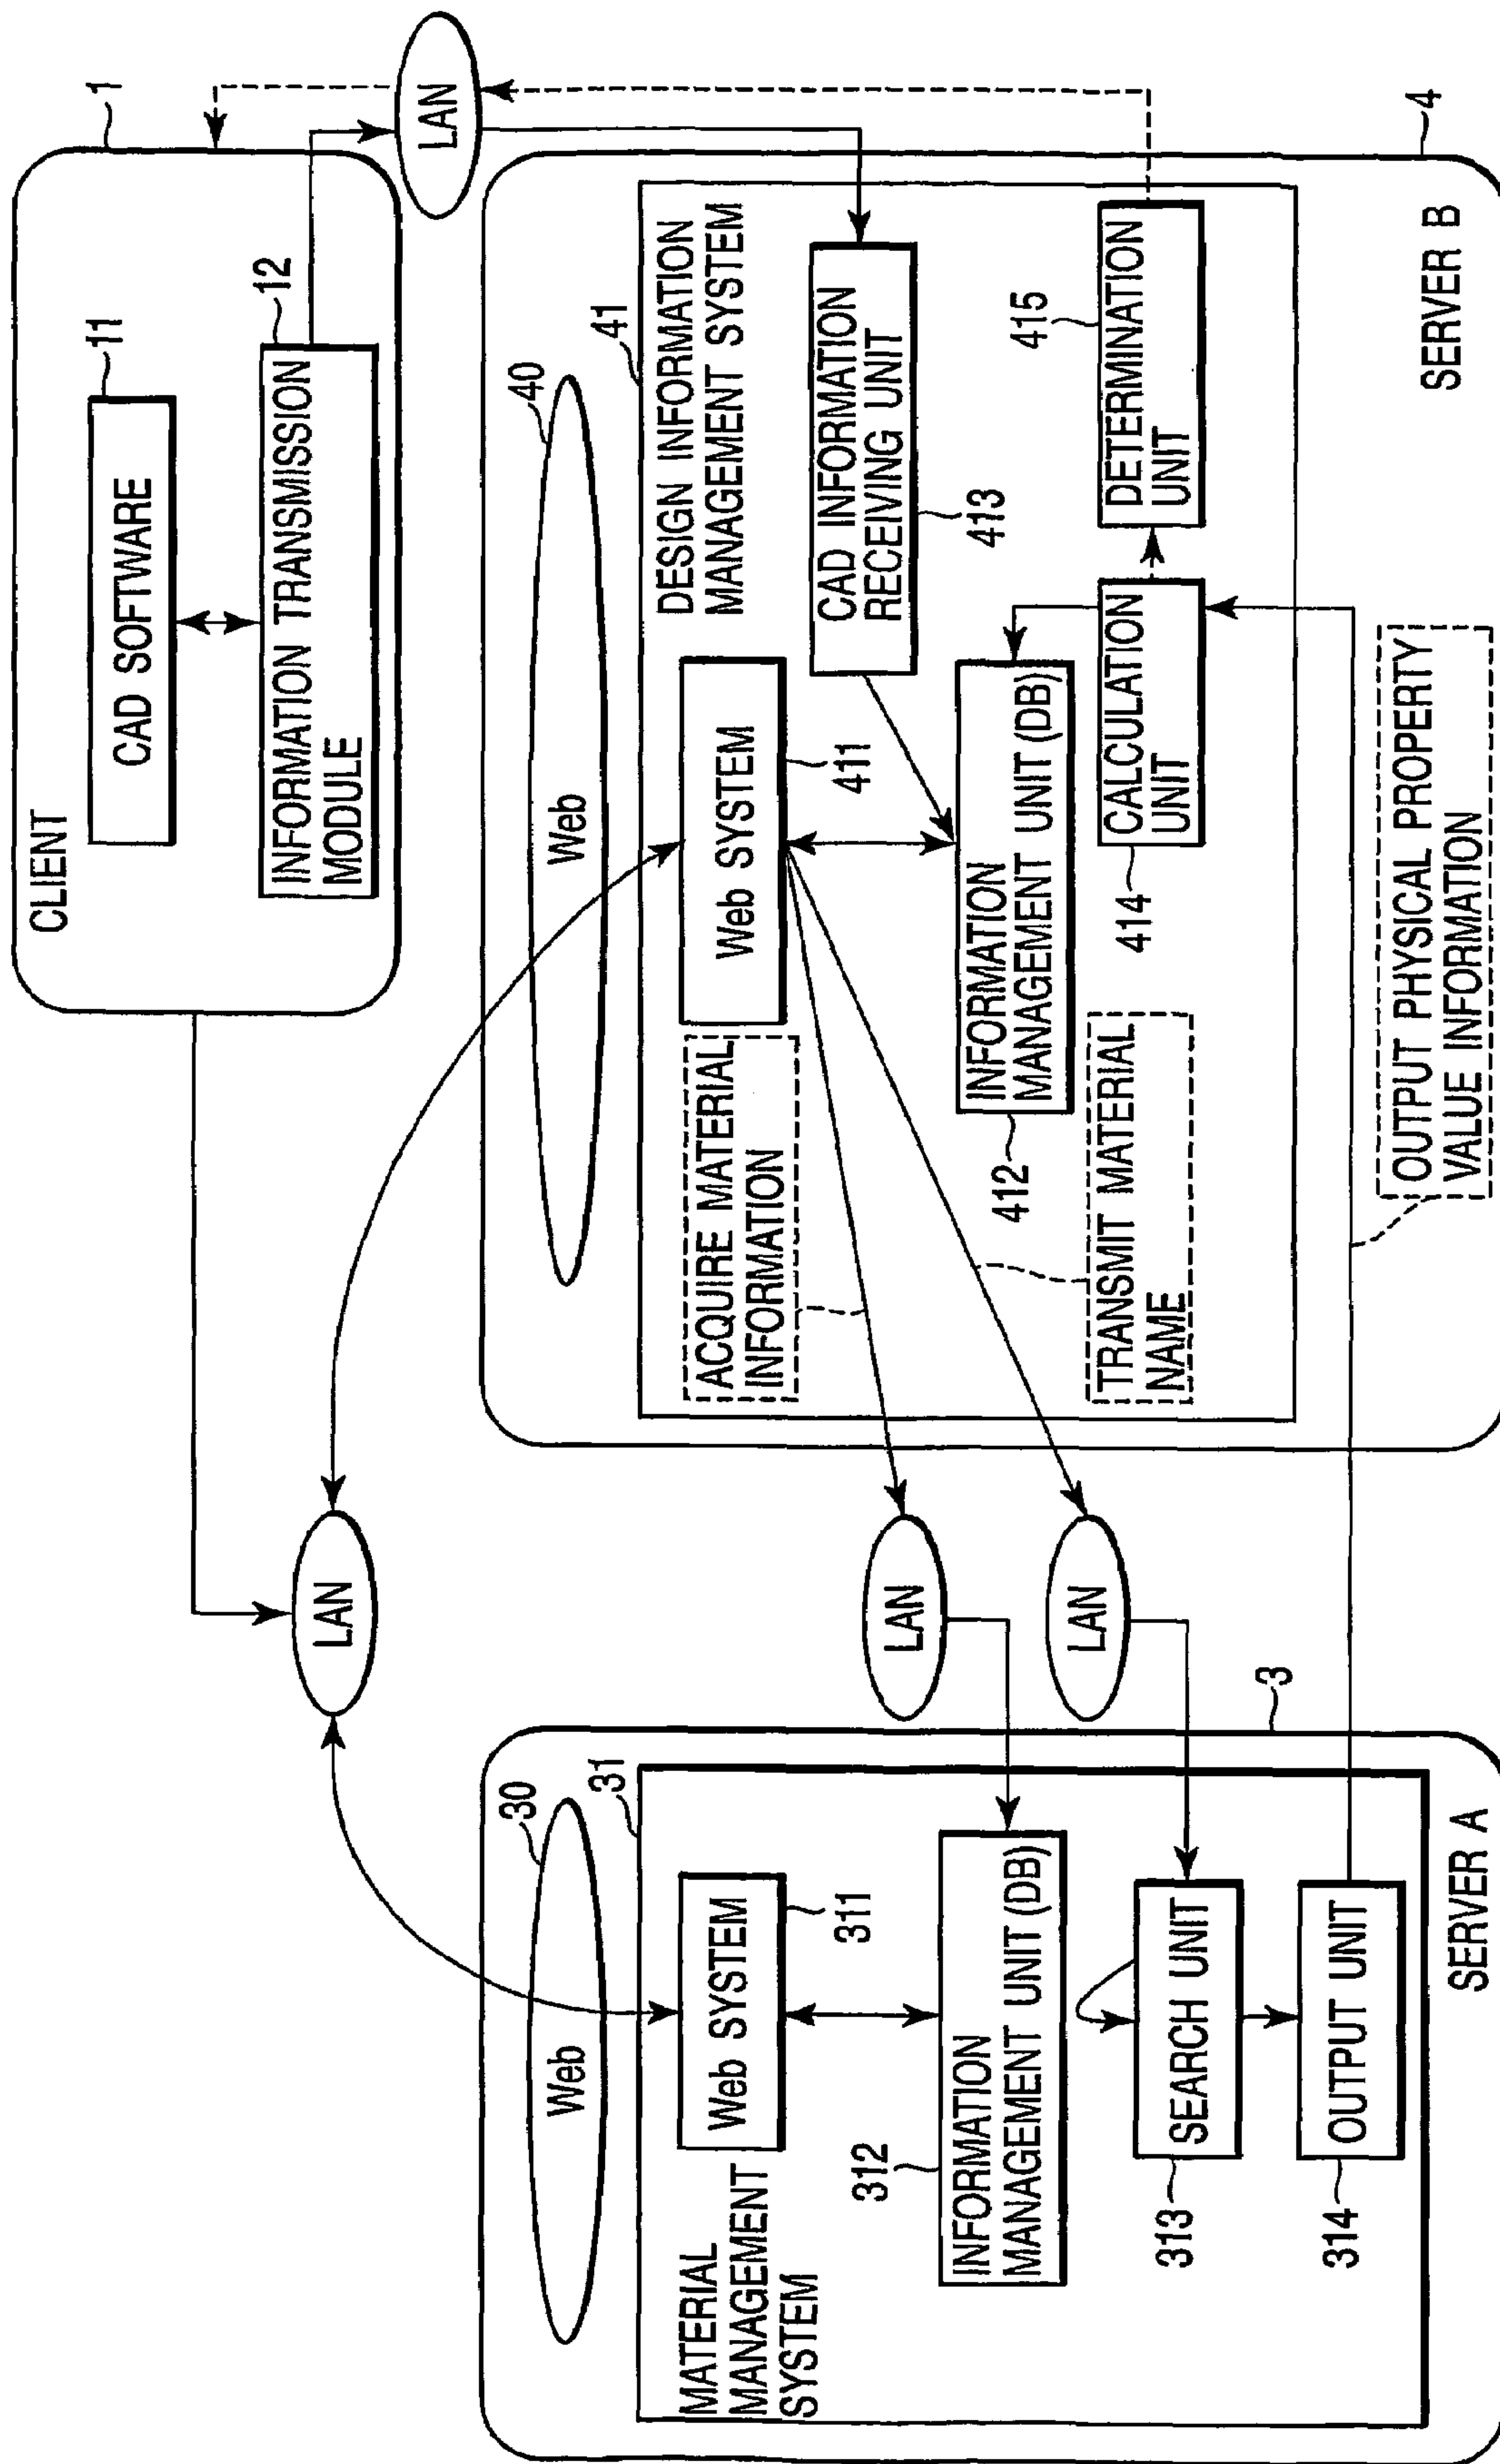 CLIENT
1
CAD SOFTWARE
11
INFORMATION TRANSMISSION
MODULE
12
LAN
LAN
Web
30
31
MATERIAL
MANAGEMENT
SYSTEM
Web SYSTEM
311
312
INFORMATION
MANAGEMENT UNIT (DB)
SEARCH UNIT
313
OUTPUT UNIT
314
SERVER A
3
LAN
LAN
Web
40
41
DESIGN INFORMATION
MANAGEMENT SYSTEM
ACQUIRE MATERIAL
INFORMATION
Web SYSTEM
411
CAD INFORMATION
RECEIVING UNIT
413
INFORMATION
MANAGEMENT UNIT (DB)
412
TRANSMIT MATERIAL
NAME
CALCULATION
UNIT
414
DETERMINATION
UNIT
415
OUTPUT PHYSICAL PROPERTY
VALUE INFORMATION
SERVER B
4